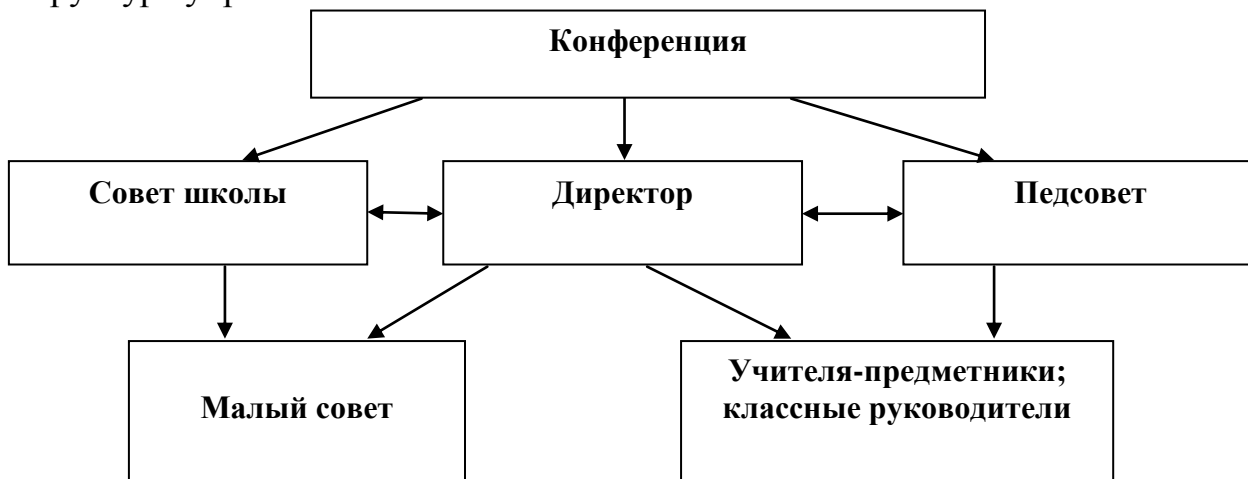 Конференция
Совет школы
Директор
Педсовет
Малый совет
Учителя-предметники;
классные руководители